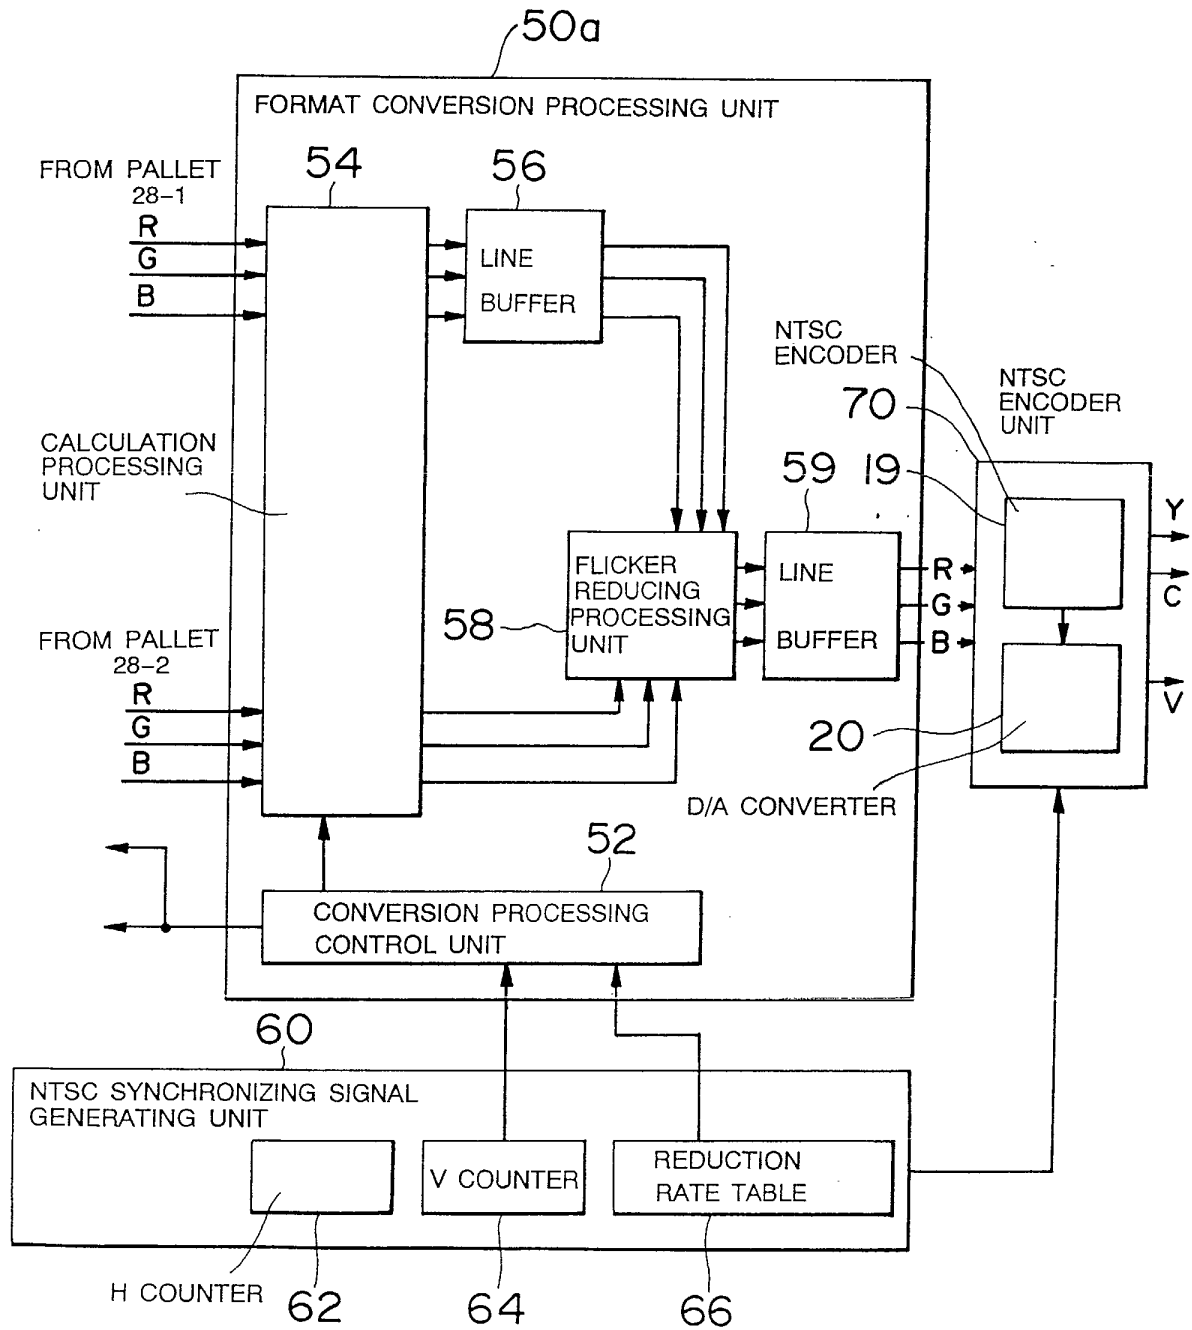 50a
FORMAT CONVERSION PROCESSING UNIT
FROM PALLET
28-1
R
G
B
54
56
LINE
BUFFER
NTSC
ENCODER
NTSC
ENCODER
UNIT
70
19
CALCULATION
PROCESSING
UNIT
59
FLICKER
REDUCING
PROCESSING
UNIT
58
LINE
BUFFER
R
G
B
Y
C
V
FROM PALLET
28-2
R
G
B
20
D/A CONVERTER
52
CONVERSION PROCESSING
CONTROL UNIT
60
NTSC SYNCHRONIZING SIGNAL
GENERATING UNIT
V COUNTER
REDUCTION
RATE TABLE
H COUNTER
62
64
66